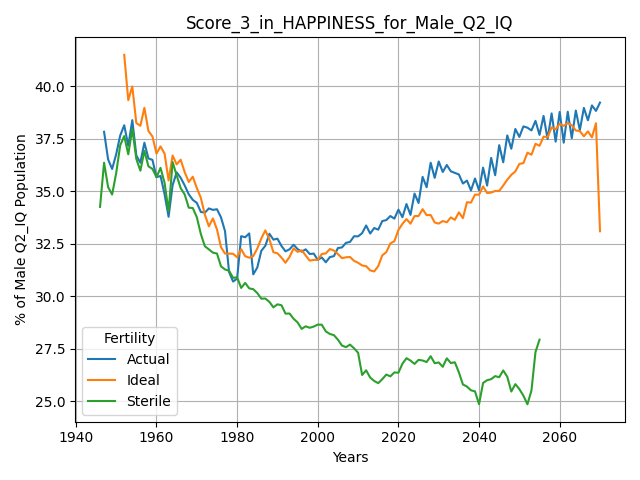 Score_3_in_HAPPINESS_for_Male_Q2_IQ
% of Male Q2_IQ Population
40.0
37.5
35.0
32.5
30.0
27.5
25.0
Fertility
Actual
Ideal
Sterile
1940
1960
1980
2000
2020
2040
2060
Years